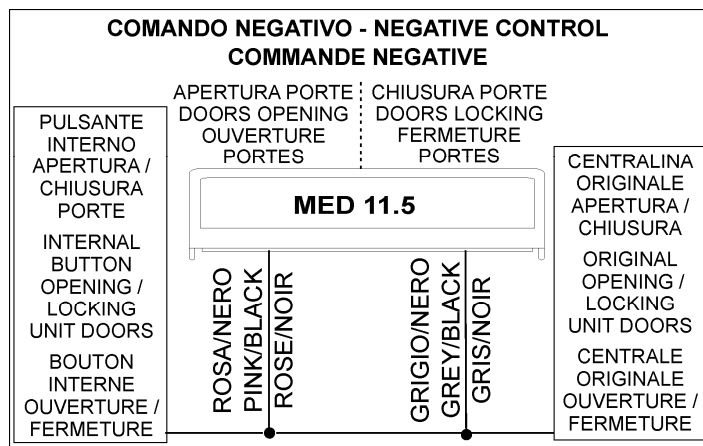 COMANDO NEGATIVO - NEGATIVE CONTROL
COMMANDE NEGATIVE
PULSANTE
INTERNO
APERTURA /
CHIUSURA
PORTE
INTERNAL
BUTTON
OPENING /
LOCKING
UNIT DOORS
BOUTON
INTERNE
OUVERTURE /
FERMETURE
APERTURA PORTE
DOORS OPENING
OUVERTURE
PORTES
CHIUSURA PORTE
DOORS LOCKING
FERMETURE
PORTES
MED 11.5
ROSA/NERO
PINK/BLACK
ROSE/NOIR
GRIGIO/NERO
GREY/BLACK
GRIS/NOIR
CENTRALINA
ORIGINALE
APERTURA /
CHIUSURA
ORIGINAL
OPENING /
LOCKING
UNIT DOORS
CENTRALE
ORIGINALE
OUVERTURE /
FERMETURE